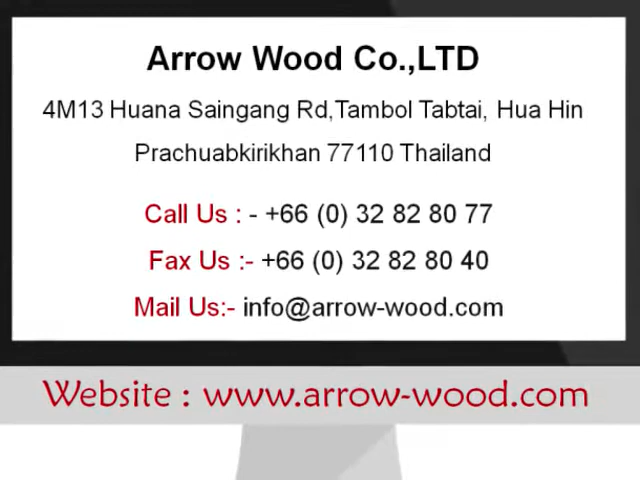 Arrow Wood Co.,LTD
4M13 Huana Saingang Rd,Tambol Tabtai, Hua Hin
Prachuabkirikhan 77110 Thailand
Call Us : - +66 (0) 32 82 80 77
Fax Us :- +66 (0) 32 82 80 40
Mail Us:- info@arrow-wood.com
Website : www.arrow-wood.com